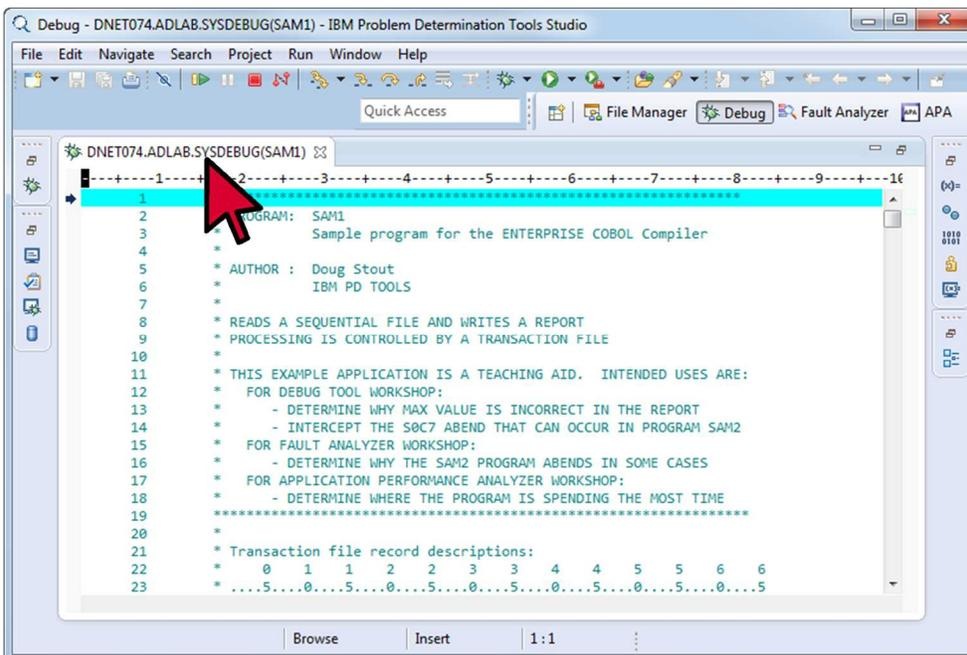 Debug - DNET074.ADLAB.SYSDEBUG(SAM1) - IBM Problem Determination Tools Studio
File Edit Navigate Search Project Run Window Help
Quick Access File Manager Debug Fault Analyzer APA APA
DNET074.ADLAB.SYSDEBUG(SAM1)
----+----1----+----2----+----3----+----4----+----5----+----6----+----7----+----8----+----9----+---10
1 ****************************************************************
2 PROGRAM: SAM1
3 * Sample program for the ENTERPRISE COBOL Compiler
4 *
5 * AUTHOR : Doug Stout
6 * IBM PD TOOLS
7 *
8 * READS A SEQUENTIAL FILE AND WRITES A REPORT
9 * PROCESSING IS CONTROLLED BY A TRANSACTION FILE
10 *
11 * THIS EXAMPLE APPLICATION IS A TEACHING AID. INTENDED USES ARE:
12 * FOR DEBUG TOOL WORKSHOP:
13 * - DETERMINE WHY MAX VALUE IS INCORRECT IN THE REPORT
14 * - INTERCEPT THE S0C7 ABEND THAT CAN OCCUR IN PROGRAM SAM2
15 * FOR FAULT ANALYZER WORKSHOP:
16 * - DETERMINE WHY THE SAM2 PROGRAM ABENDS IN SOME CASES
17 * FOR APPLICATION PERFORMANCE ANALYZER WORKSHOP:
18 * - DETERMINE WHERE THE PROGRAM IS SPENDING THE MOST TIME
19 *****************************************************************
20 *
21 * Transaction file record descriptions:
22 * 0 1 1 2 2 3 3 4 4 5 5 6 6
23 * ....5....0....5....0....5....0....5....0....5....0....5....0....5
(x)=
1010
0101
Browse Insert 1 : 1